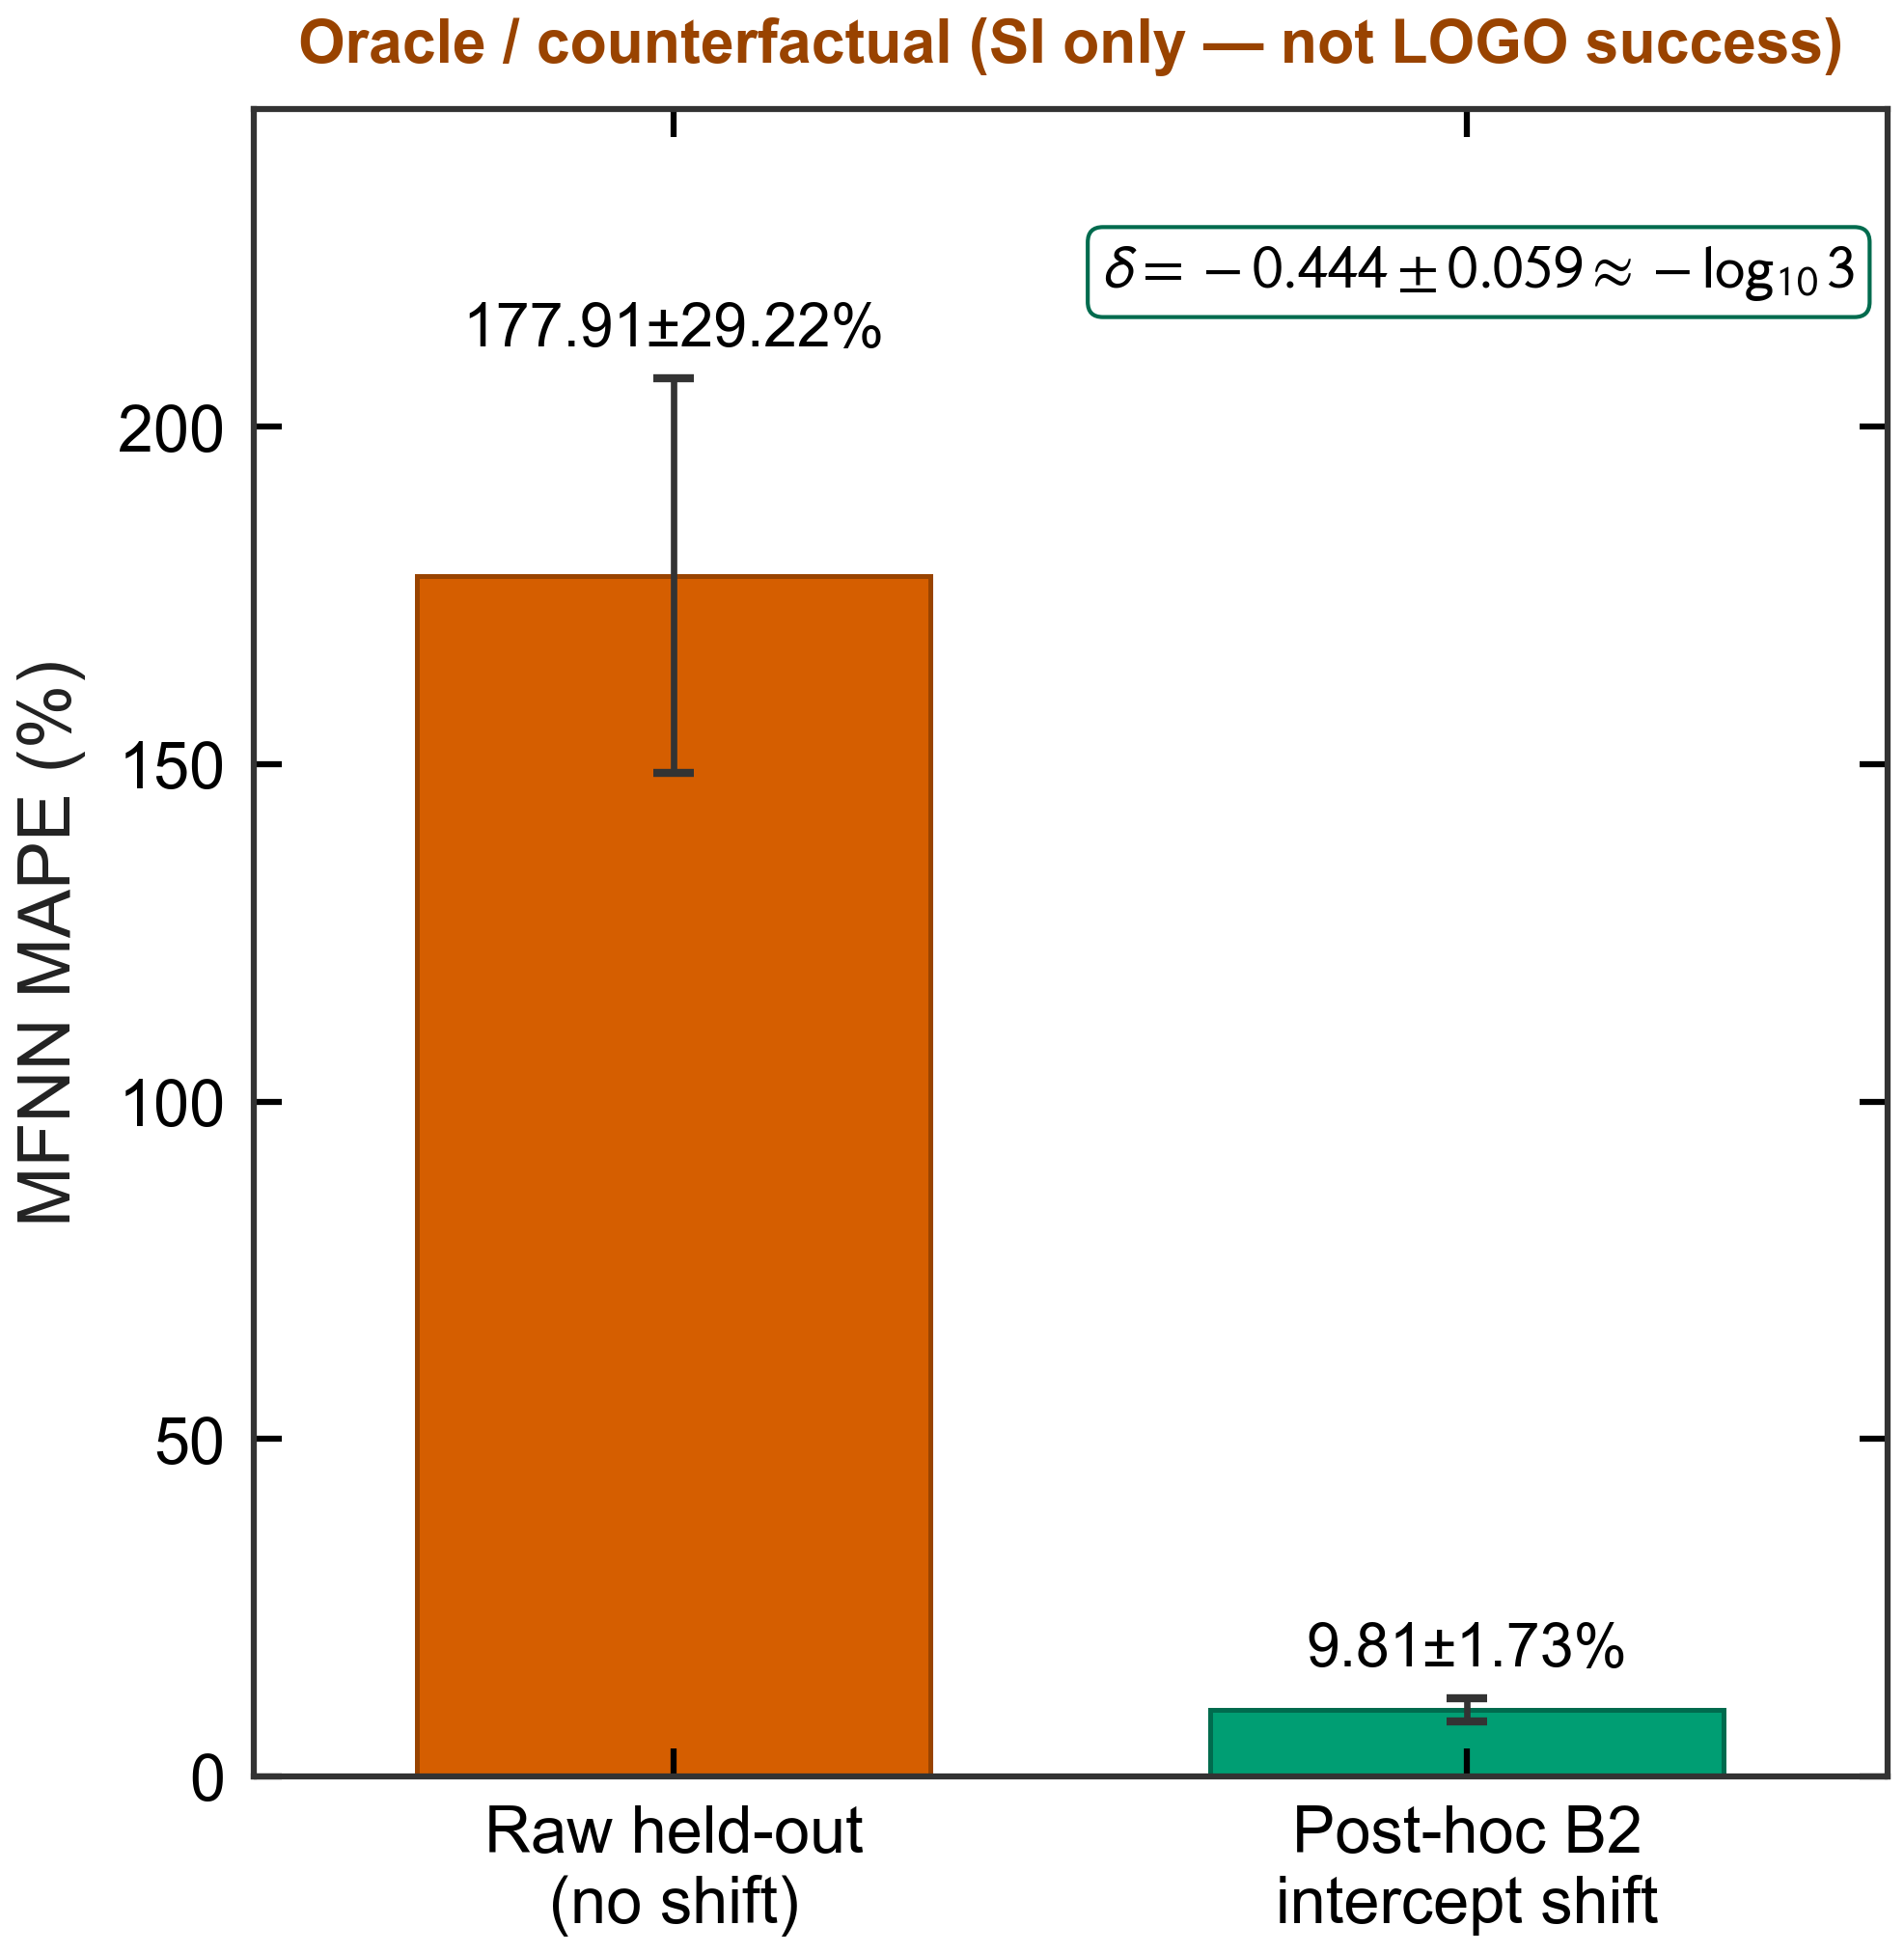 Oracle / counterfactual (SI only — not LOGO success)
δ = −0.444 ± 0.059 ≈ −log₁₀ 3
177.91±29.22%
200
150
100
50
0
MFNN MAPE (%)
9.81±1.73%
Raw held-out
(no shift)
Post-hoc B2
intercept shift